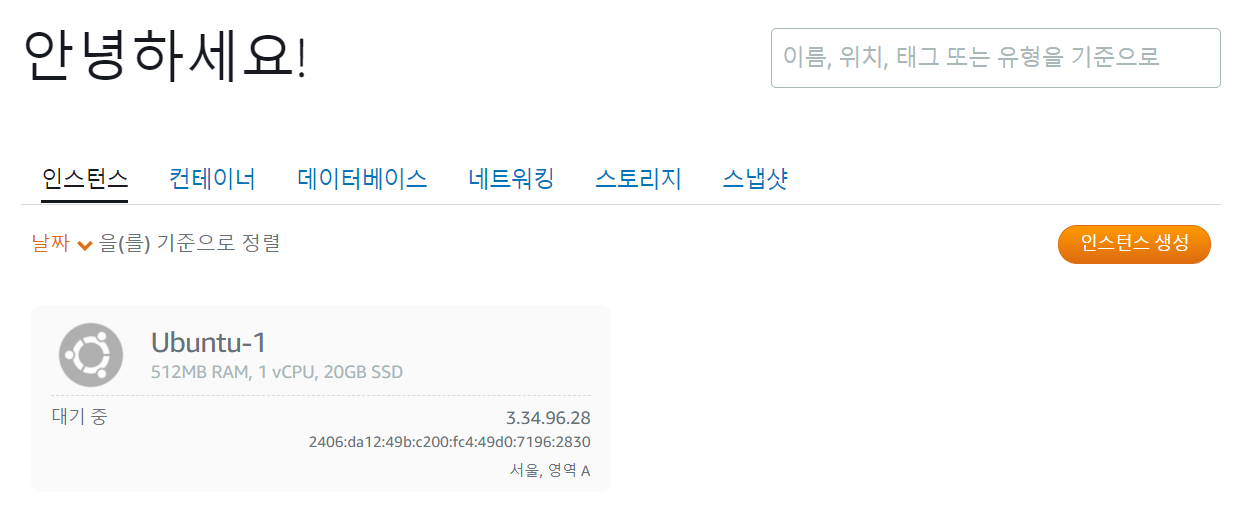 안녕하세요!
이름, 위치, 태그 또는 유형을 기준으로
인스턴스 컨테이너 데이터베이스 네트워킹 스토리지 스냅샷
날짜 을(를) 기준으로 정렬
인스턴스 생성
Ubuntu-1
512MB RAM, 1 vCPU, 20GB SSD
대기 중
3.34.96.28
2406:da12:49b:c200:fc4:49d0:7196:2830
서울, 영역 A